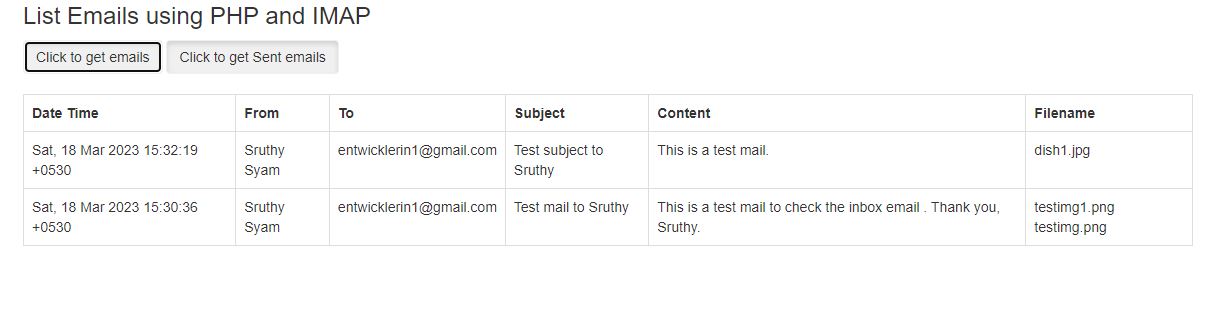 List Emails using PHP and IMAP
Click to get emails Click to get Sent emails
Date Time From To Subject Content Filename
Sat, 18 Mar 2023 15:32:19 Sruthy entwicklerin1@gmail.com Test subject to This is a test mail. dish1.jpg
+0530 Syam Sruthy
Sat, 18 Mar 2023 15:30:36 Sruthy entwicklerin1@gmail.com Test mail to Sruthy This is a test mail to check the inbox email . Thank you, testimg1.png
+0530 Syam Sruthy. testimg.png